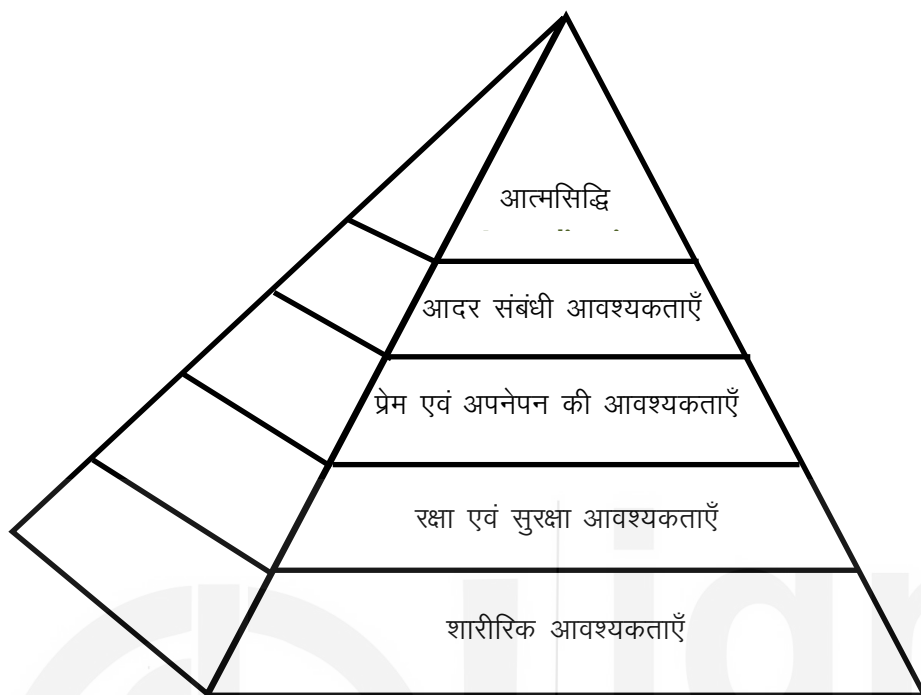 आत्मसिद्धि
आदर संबंधी आवश्यकताएँ
प्रेम एवं अपनेपन की आवश्यकताएँ
रक्षा एवं सुरक्षा आवश्यकताएँ
शारीरिक आवश्यकताएँ